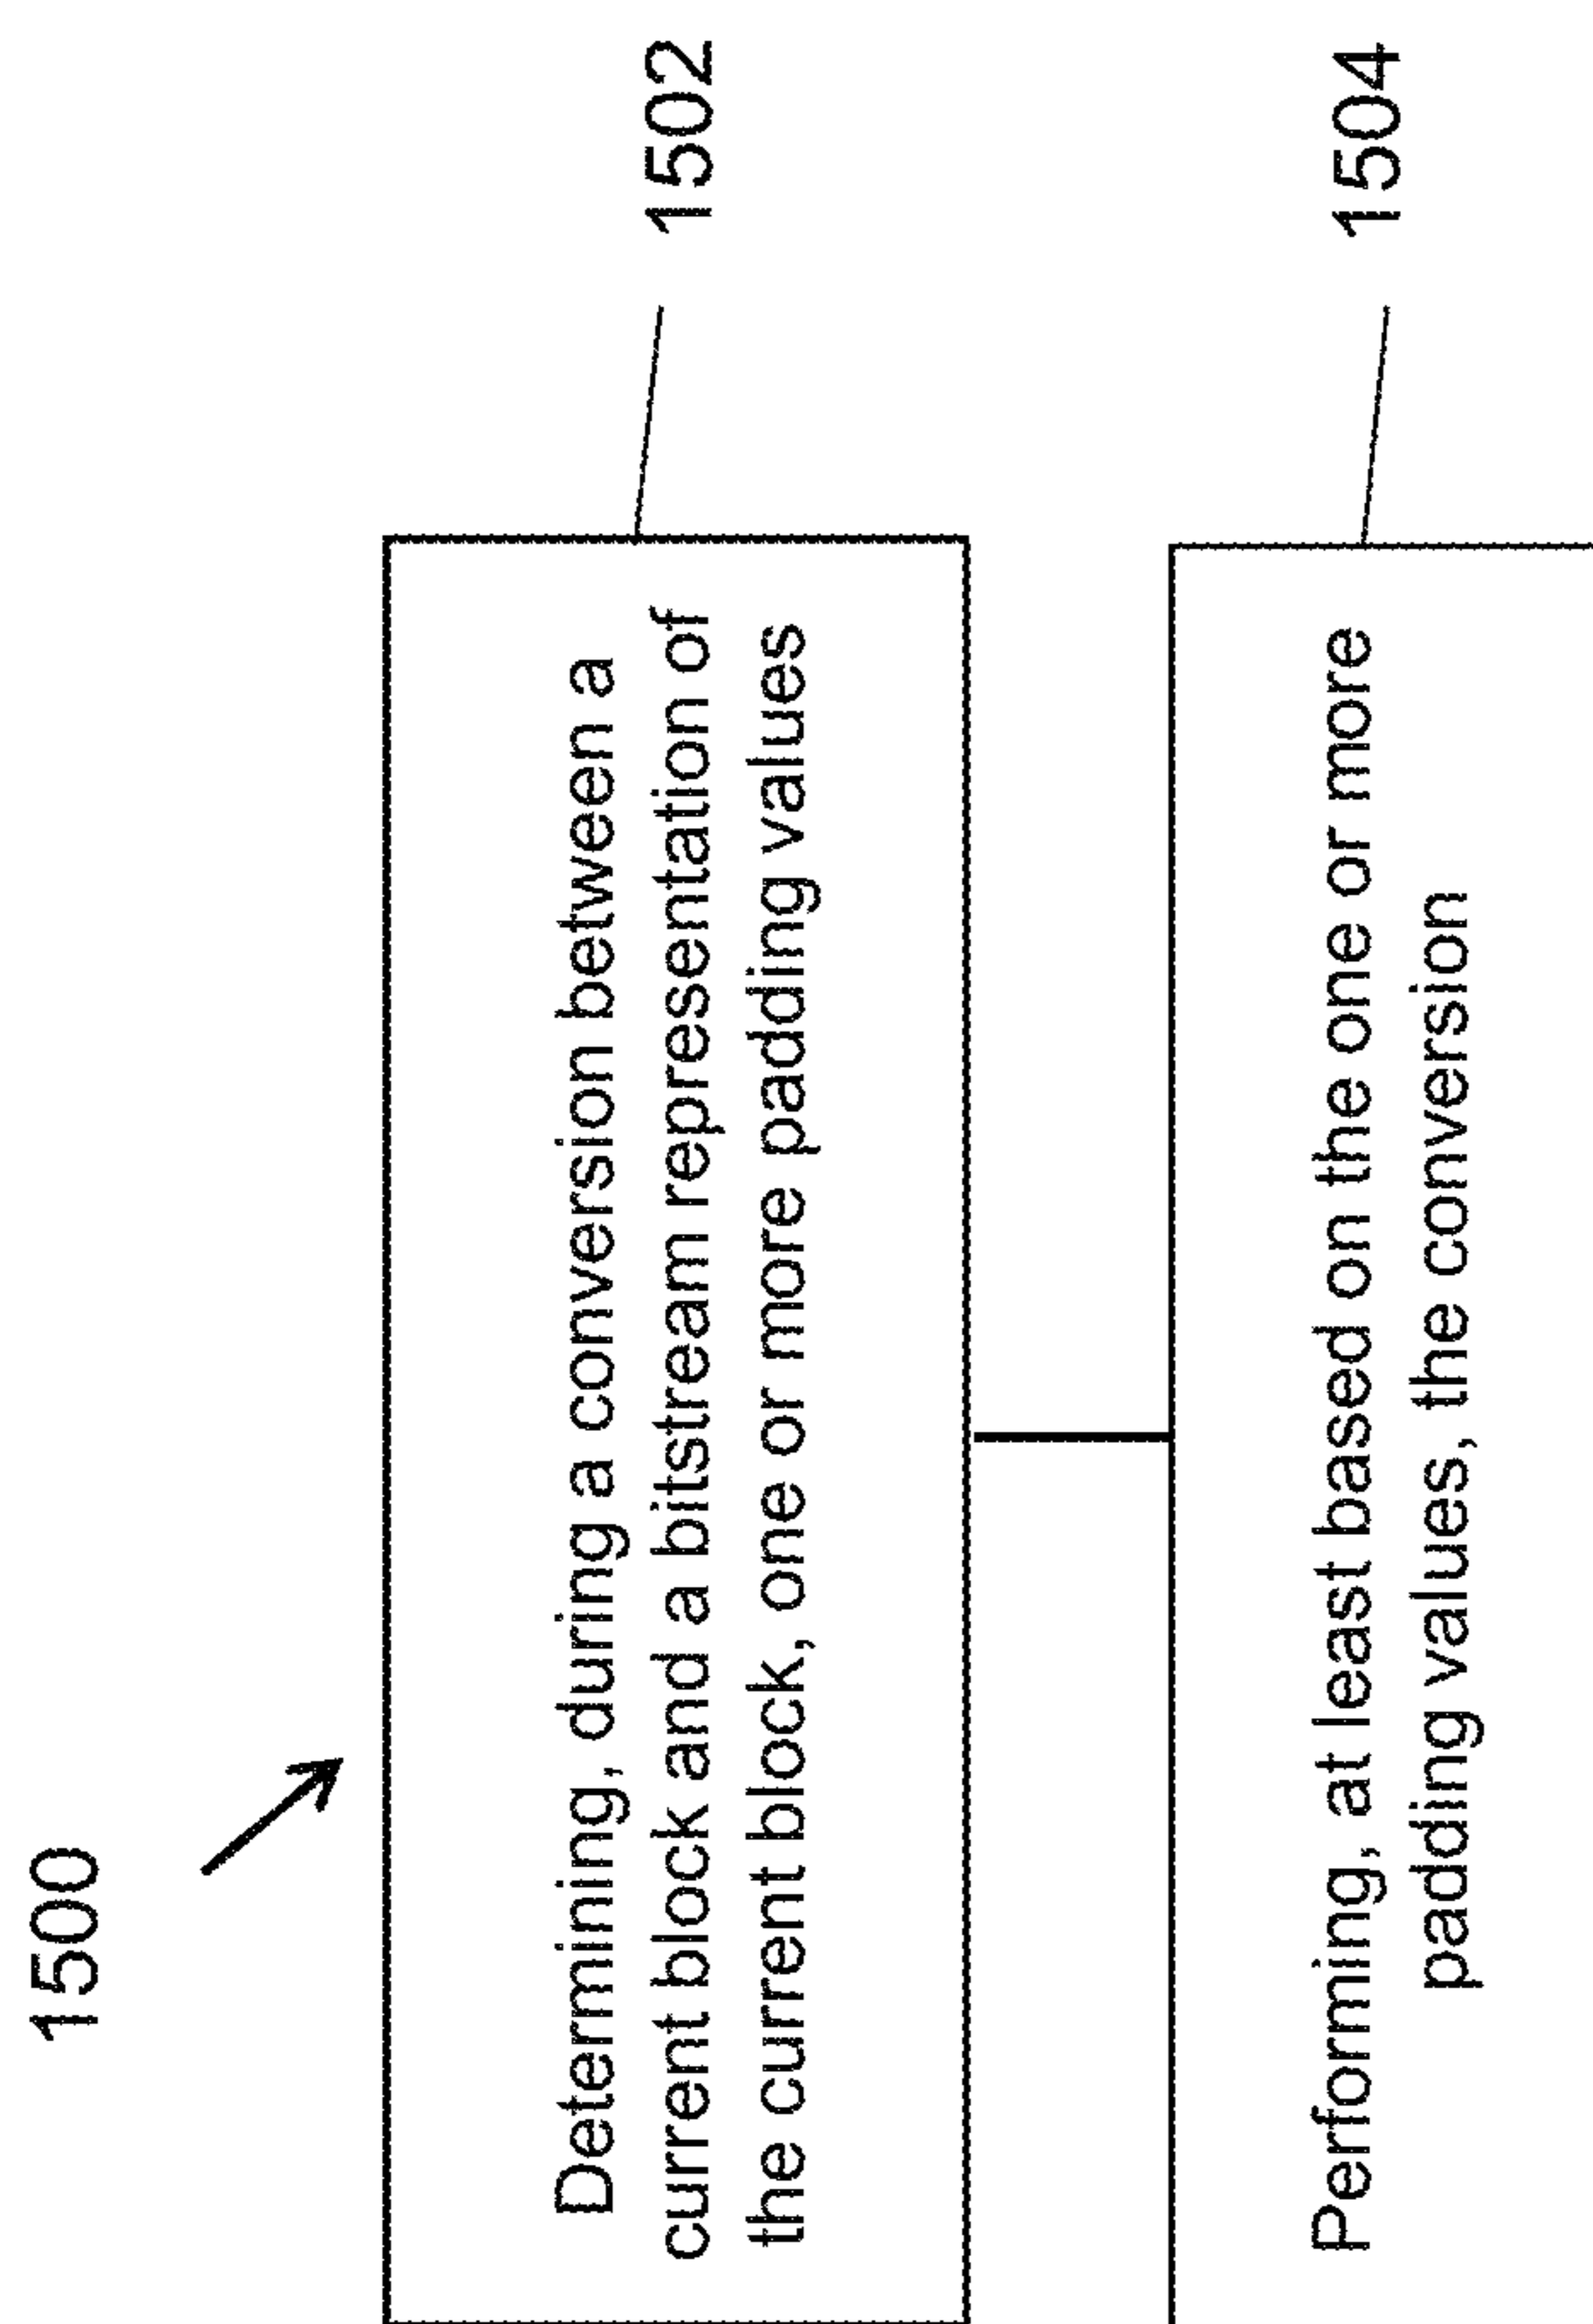 1500
Determining, during a conversion between a
current block and a bitstream representation of
the current block, one or more padding values
1502
Performing, at least based on the one or more
padding values, the conversion
1504